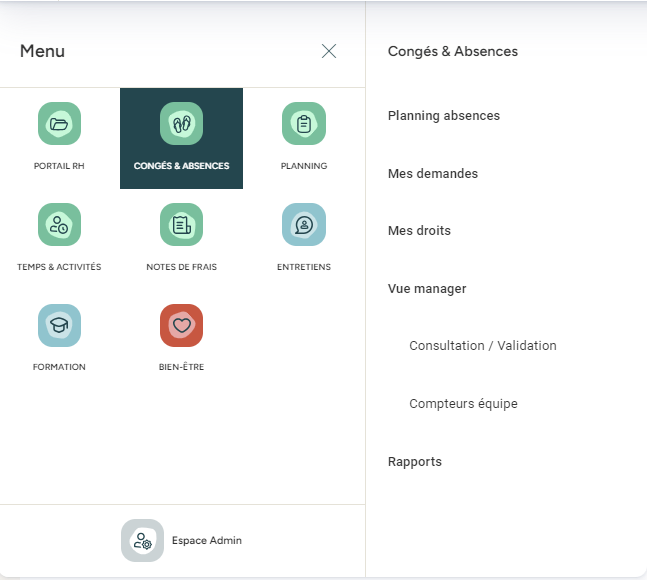 Menu
PORTAIL RH
CONGÉS & ABSENCES
PLANNING
TEMPS & ACTIVITÉS
NOTES DE FRAIS
ENTRETIENS
FORMATION
BIEN-ÊTRE
Espace Admin
Congés & Absences
Planning absences
Mes demandes
Mes droits
Vue manager
Consultation / Validation
Compteurs équipe
Rapports